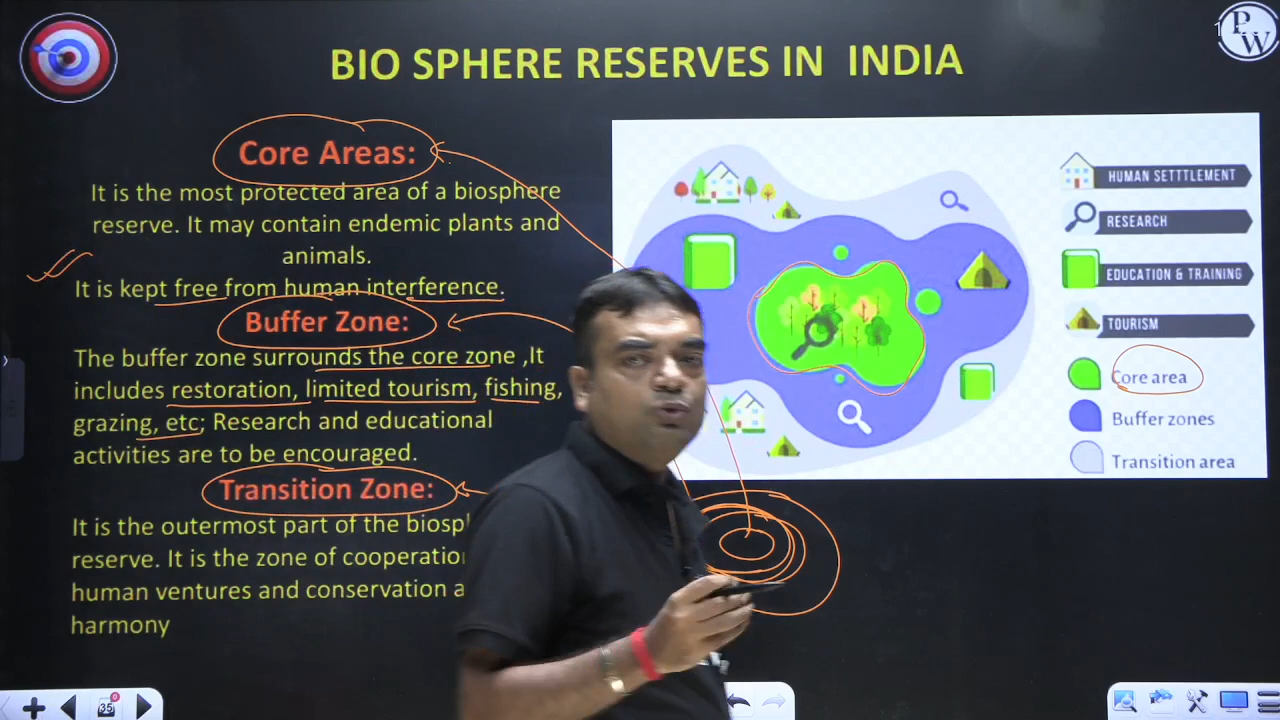 BIO SPHERE RESERVES IN INDIA
PW
Core Areas:
It is the most protected area of a biosphere
reserve. It may contain endemic plants and
animals.
It is kept free from human interference.
Buffer Zone:
The buffer zone surrounds the core zone ,It
includes restoration, limited tourism, fishing,
grazing, etc; Research and educational
activities are to be encouraged.
Transition Zone:
It is the outermost part of the
reserve. It is the zone of
human ventures and conservation
harmony
HUMAN SETTTLEMENT
RESEARCH
EDUCATION & TRAINING
TOURISM
Core area
Buffer zones
Transition area
35
0